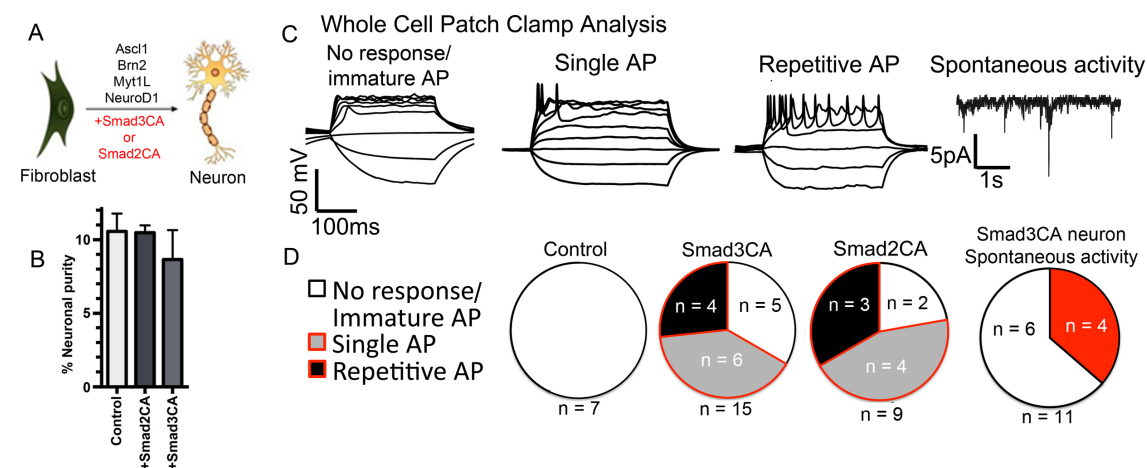 A
Ascl1
Brn2
Myt1L
NeuroD1
+Smad3CA
or
Smad2CA
Fibroblast
Neuron
B
% Neuronal purity
10
5
0
Control
+Smad2CA
+Smad3CA
C
Whole Cell Patch Clamp Analysis
No response/
immature AP
Single AP
Repetitive AP
Spontaneous activity
50 mV
100ms
5pA
1s
D
No response/
Immature AP
Single AP
Repetitive AP
Control
n = 7
Smad3CA
n = 4
n = 5
n = 6
n = 15
Smad2CA
n = 3
n = 2
n = 4
n = 9
Smad3CA neuron
Spontaneous activity
n = 6
n = 4
n = 11